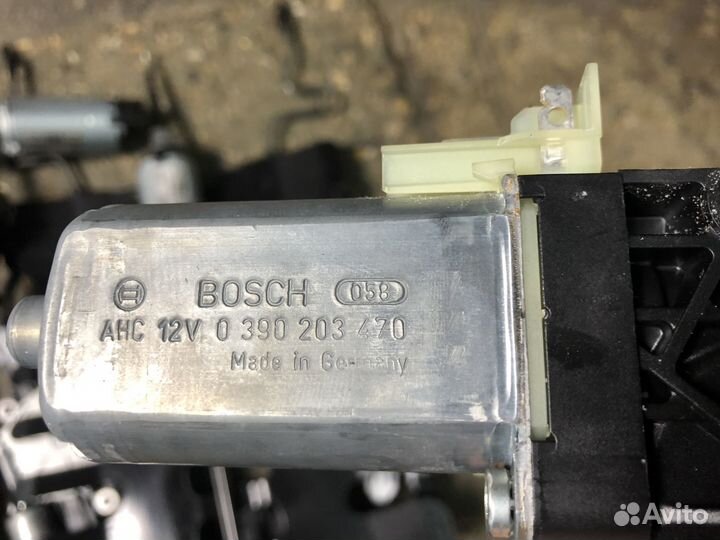 BOSCH 058
AHC 12V 0 390 203 470
Made in Germany
Avito